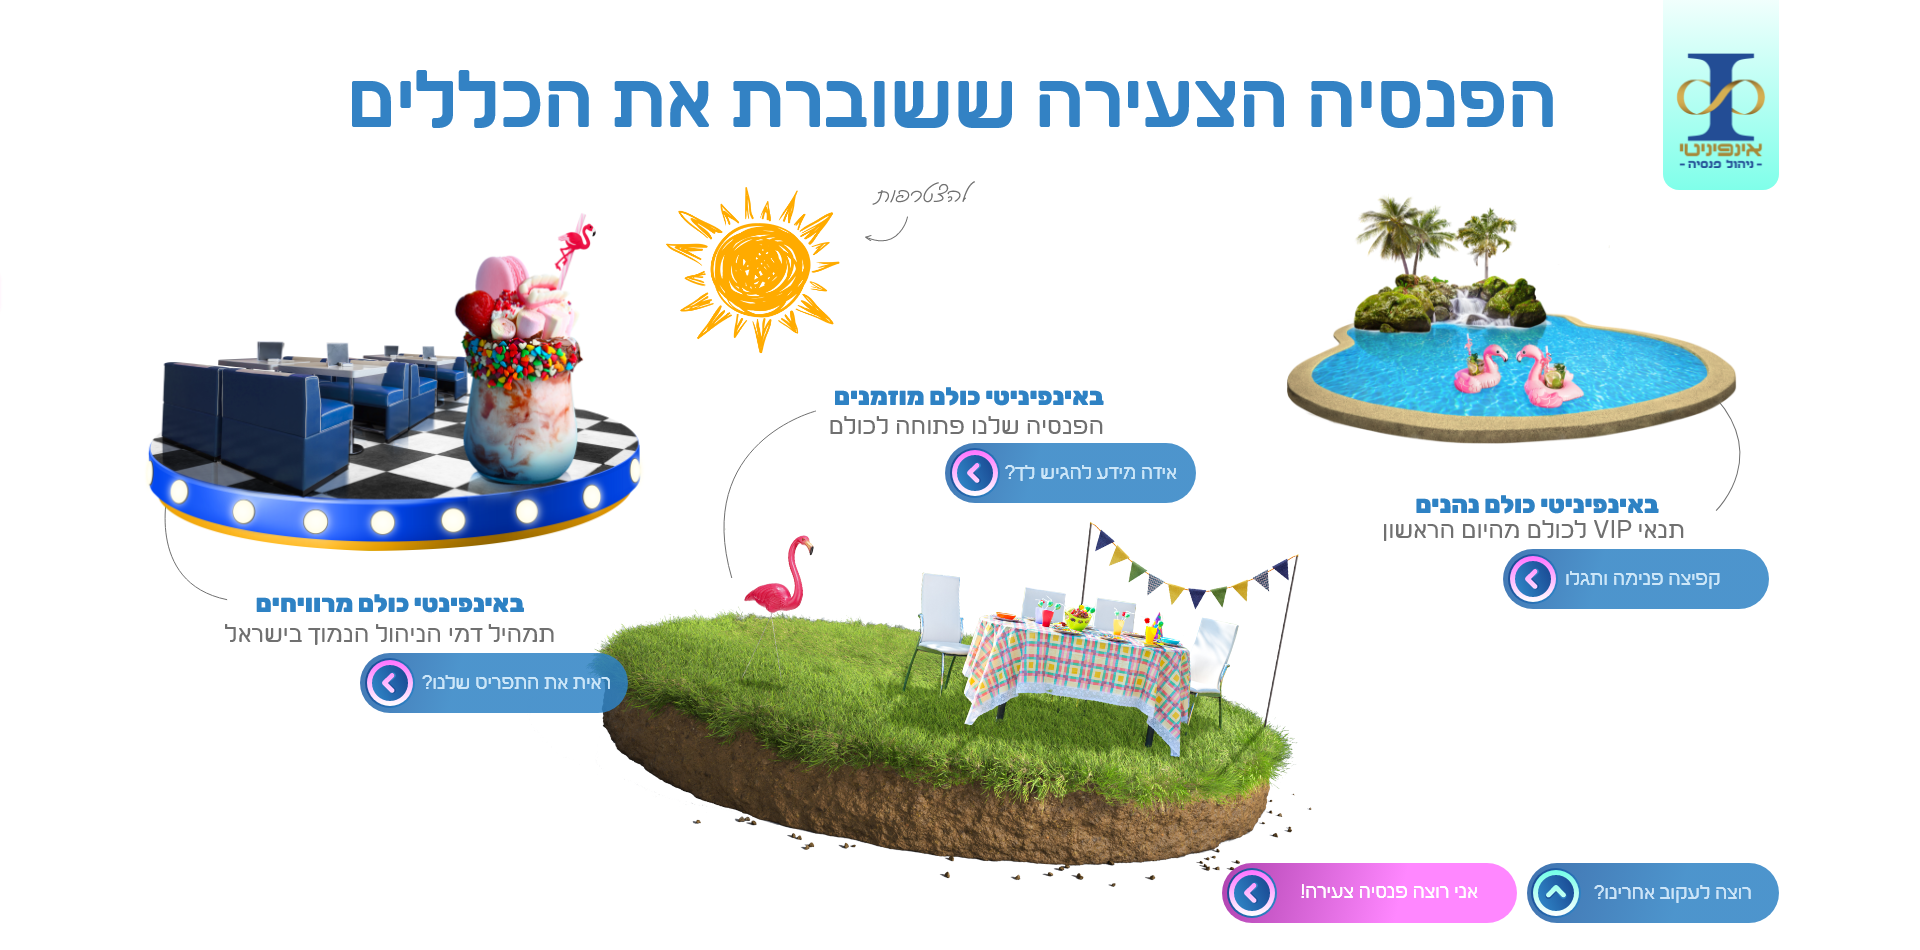 אינפיניטי
- ניהול פנסיה -
הפנסיה הצעירה ששוברת את הכללים
להצטרפות
באינפיניטי כולם נהנים
תנאי VIP לכולם מהיום הראשון
קפיצה פנימה ותגלו
באינפיניטי כולם מוזמנים
הפנסיה שלנו פתוחה לכולם
איזה מידע להגיש לך?
באינפינטי כולם מרוויחים
תמהיל דמי הניהול הנמוך בישראל
ראית את התפריט שלנו?
רוצה לעקוב אחרינו?
אני רוצה פנסיה צעירה!